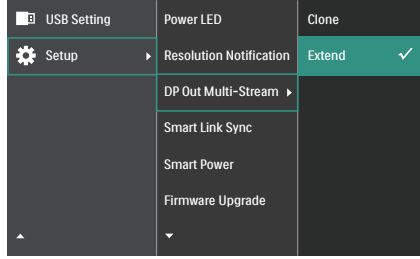 USB Setting
Setup
Power LED
Resolution Notification
DP Out Multi-Stream
Smart Link Sync
Smart Power
Firmware Upgrade
Clone
Extend